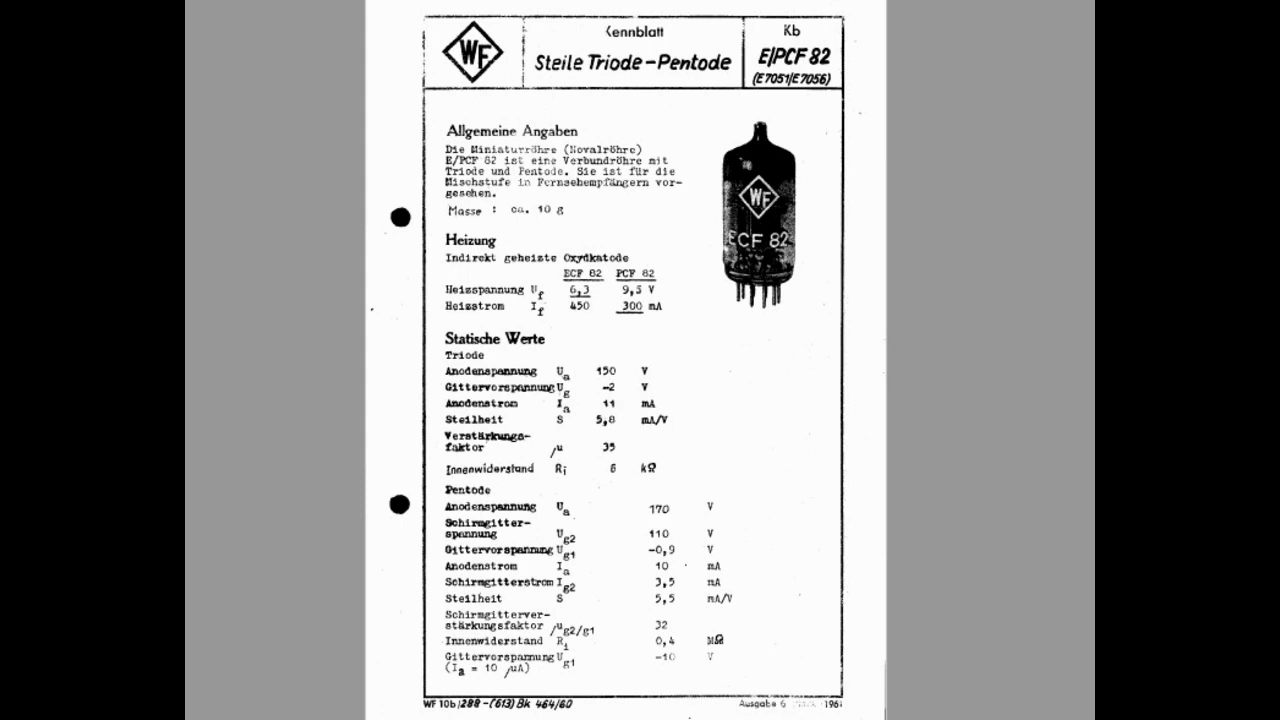 WF
Kennblatt
Steile Triode-Pentode
Kb
E/PCF 82
(E7051/E7056)
Allgemeine Angaben
Die Miniaturröhre (Novalröhre)
E/PCF 82 ist eine Verbundröhre mit
Triode und Pentode. Sie ist für die
Mischstufe in Fernsehempfängern vor-
gesehen.
Masse : ca. 10 g
WF
ECF 82
Heizung
Indirekt geheizte Oxydkatode
ECF 82 PCF 82
Heizspannung Uf 6,3 9,5 V
Heizstrom If 450 300 mA
Statische Werte
Triode
Anodenspannung Ua 150 V
Gittervorspannung Ug -2 V
Anodenstrom Ia 11 mA
Steilheit S 5,8 mA/V
Verstärkungs-
faktor /u 35
Innenwiderstand Ri 6 kΩ
Pentode
Anodenspannung Ua 170 V
Schirmgitter-
spannung Ug2 110 V
Gittervorspannung Ug1 -0,9 V
Anodenstrom Ia 10 mA
Schirmgitterstrom Ig2 3,5 mA
Steilheit S 5,5 mA/V
Schirmgitterver-
stärkungsfaktor /u g2/g1 32
Innenwiderstand Ri 0,4 MΩ
Gittervorspannung Ug1 -10 V
(Ia = 10 /uA)
WF 10b/288-(613) Bk 464/60
Ausgabe 6 1961